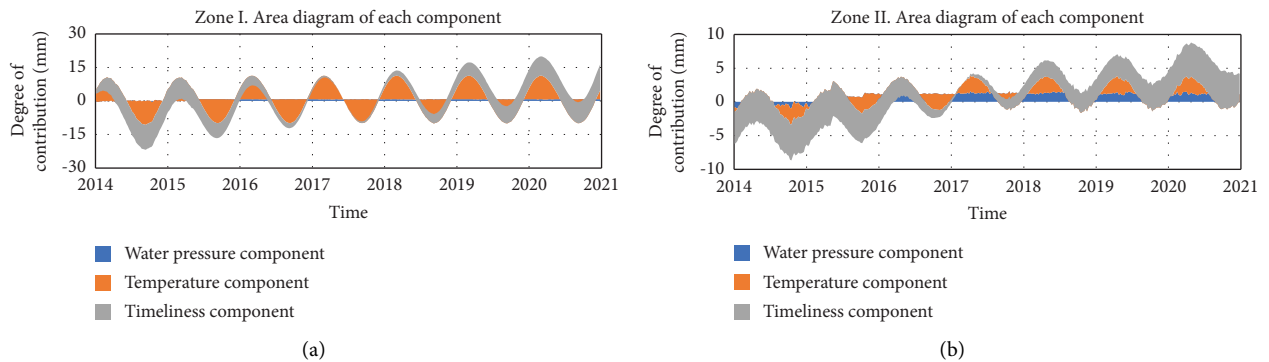 Zone I. Area diagram of each component
Degree of
contribution (mm)
30
15
0
-15
-30
2014 2015 2016 2017 2018 2019 2020 2021
Time
Water pressure component
Temperature component
Timeliness component
(a)
Zone II. Area diagram of each component
Degree of
contribution (mm)
10
5
0
-5
-10
2014 2015 2016 2017 2018 2019 2020 2021
Time
Water pressure component
Temperature component
Timeliness component
(b)